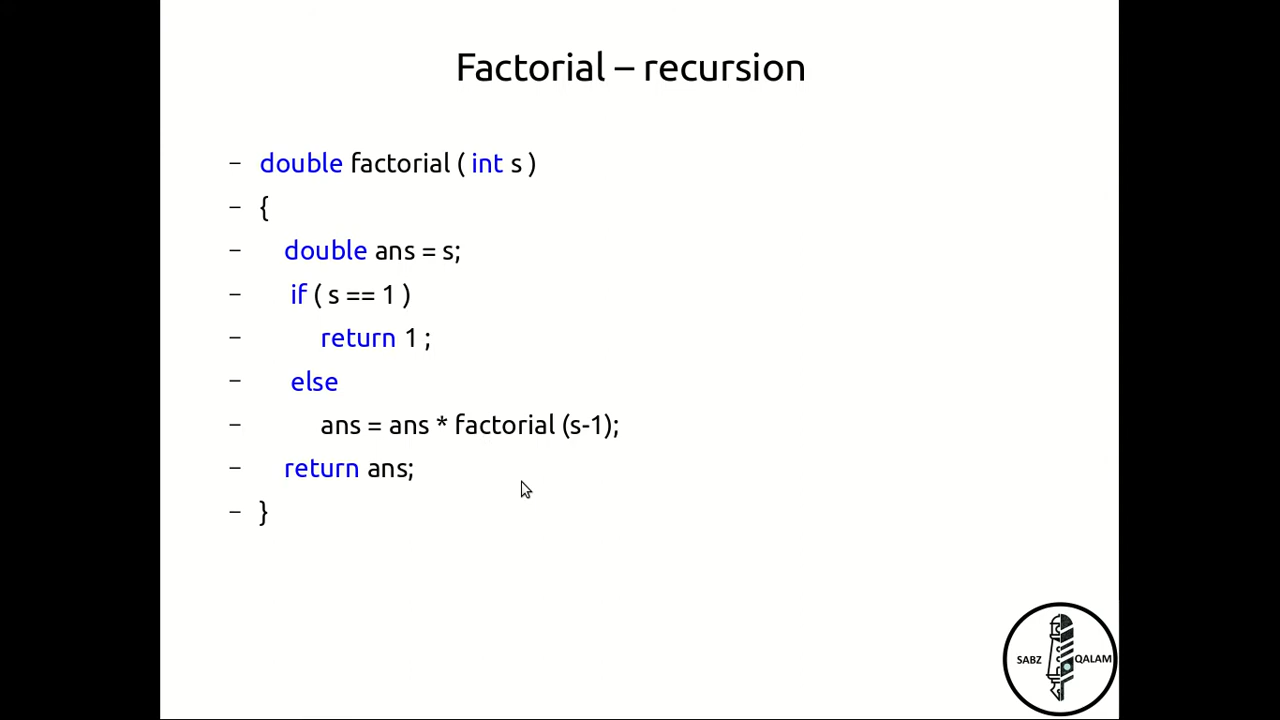 Factorial – recursion
– double factorial ( int s )
– {
– double ans = s;
– if ( s == 1 )
– return 1 ;
– else
– ans = ans * factorial (s-1);
– return ans;
– }
SABZ QALAM